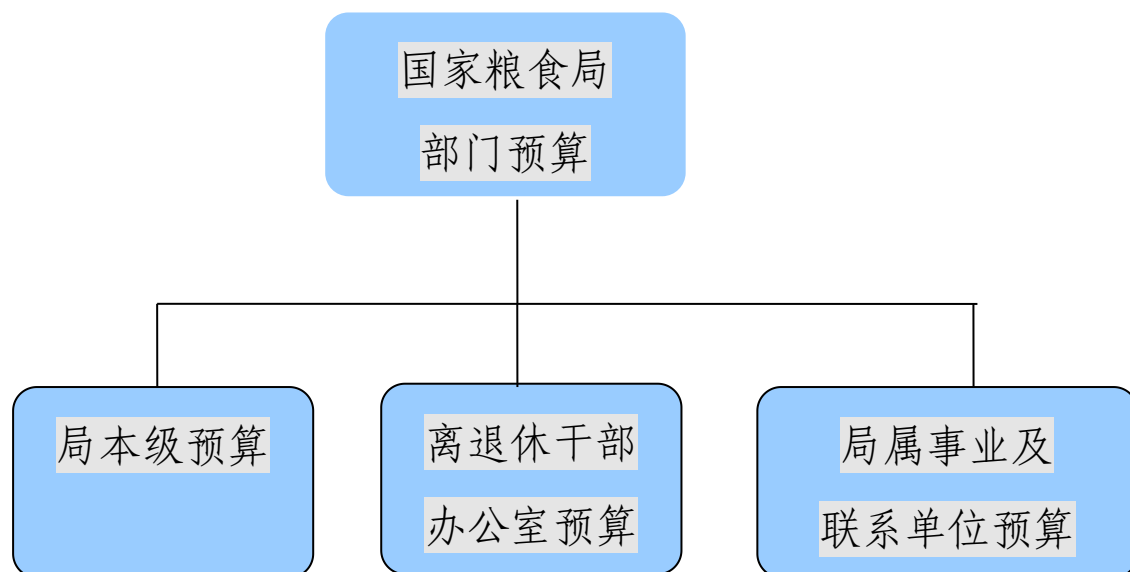 国家粮食局
部门预算
局本级预算
离退休干部
办公室预算
局属事业及
联系单位预算